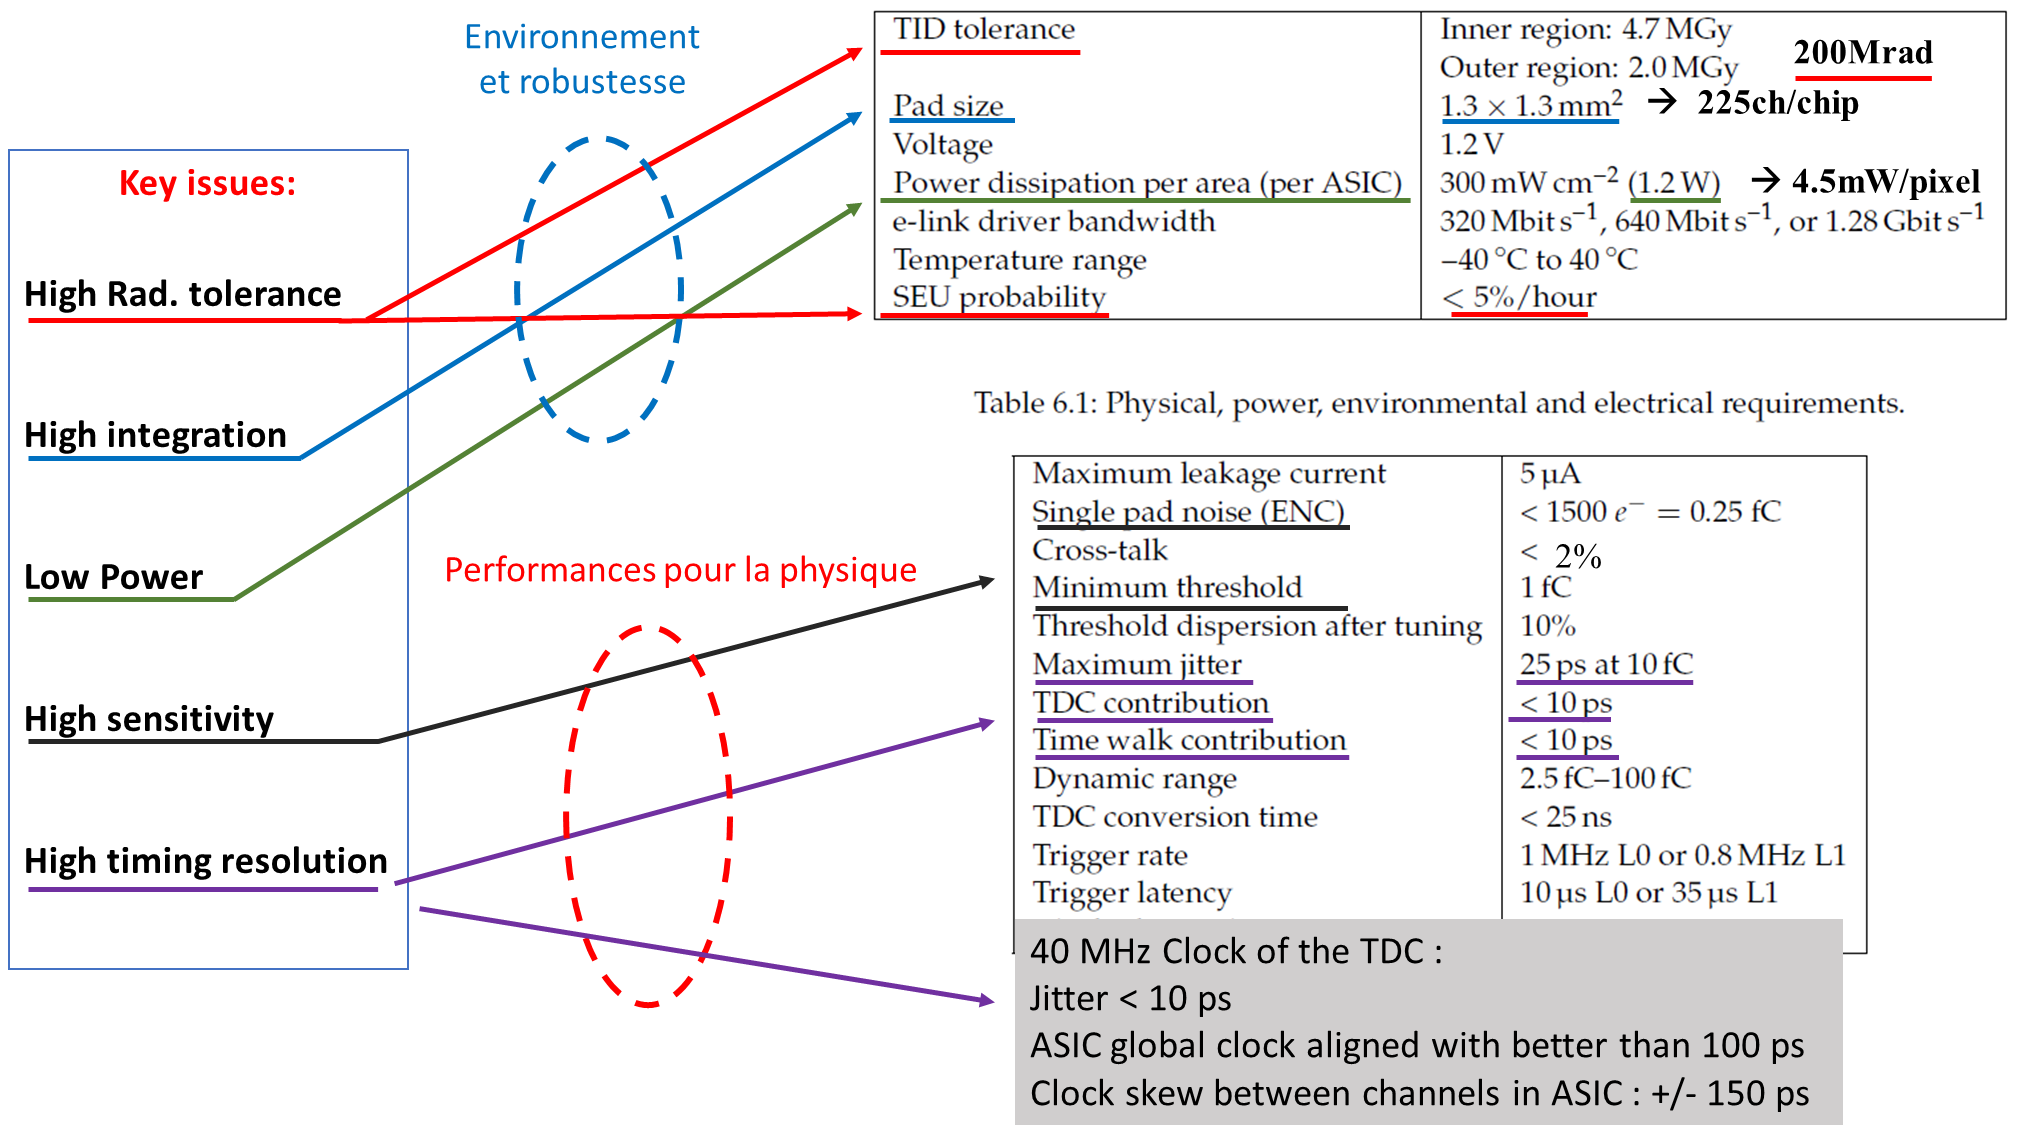 Environnement
et robustesse
Key issues:
High Rad. tolerance
High integration
Low Power
High sensitivity
High timing resolution
TID tolerance Inner region: 4.7 MGy
Outer region: 2.0 MGy 200Mrad
Pad size 1.3 × 1.3 mm² → 225ch/chip
Voltage 1.2 V
Power dissipation per area (per ASIC) 300 mW cm⁻² (1.2 W) → 4.5mW/pixel
e-link driver bandwidth 320 Mbit s⁻¹, 640 Mbit s⁻¹, or 1.28 Gbit s⁻¹
Temperature range −40 °C to 40 °C
SEU probability < 5%/hour
Table 6.1: Physical, power, environmental and electrical requirements.
Performances pour la physique
Maximum leakage current 5 µA
Single pad noise (ENC) < 1500 e⁻ = 0.25 fC
Cross-talk < 2%
Minimum threshold 1 fC
Threshold dispersion after tuning 10%
Maximum jitter 25 ps at 10 fC
TDC contribution < 10 ps
Time walk contribution < 10 ps
Dynamic range 2.5 fC–100 fC
TDC conversion time < 25 ns
Trigger rate 1 MHz L0 or 0.8 MHz L1
Trigger latency 10 µs L0 or 35 µs L1
40 MHz Clock of the TDC :
Jitter < 10 ps
ASIC global clock aligned with better than 100 ps
Clock skew between channels in ASIC : +/- 150 ps